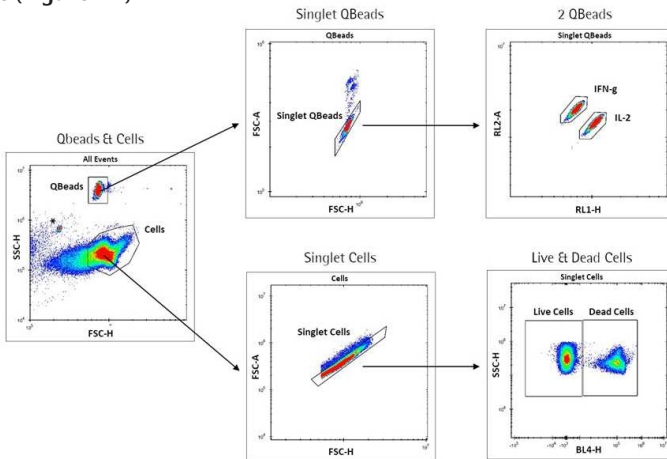 Singlet QBeads
2 QBeads
QBeads
Singlet QBeads
FSC-A
Singlet QBeads
FSC-H
RL2-A
IFN-g
IL-2
RL1-H
Qbeads & Cells
All Events
QBeads
*
Cells
SSC-H
FSC-H
Singlet Cells
Live & Dead Cells
Cells
Singlet Cells
FSC-A
Singlet Cells
FSC-H
SSC-H
Live Cells
Dead Cells
BL4-H